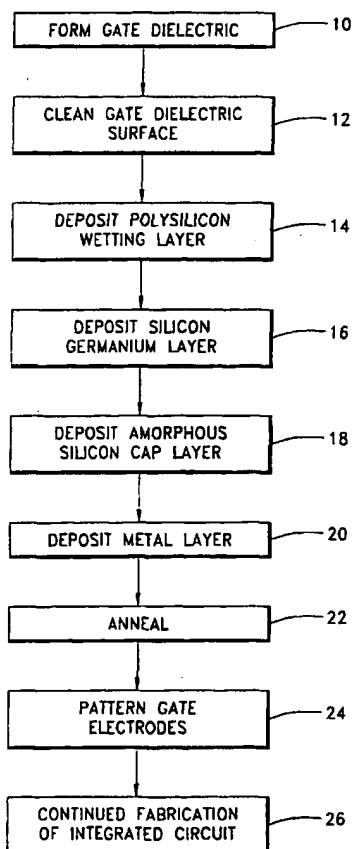 FORM GATE DIELECTRIC
10
CLEAN GATE DIELECTRIC
SURFACE
12
DEPOSIT POLYSILICON
WETTING LAYER
14
DEPOSIT SILICON
GERMANIUM LAYER
16
DEPOSIT AMORPHOUS
SILICON CAP LAYER
18
DEPOSIT METAL LAYER
20
ANNEAL
22
PATTERN GATE
ELECTRODES
24
CONTINUED FABRICATION
OF INTEGRATED CIRCUIT
26